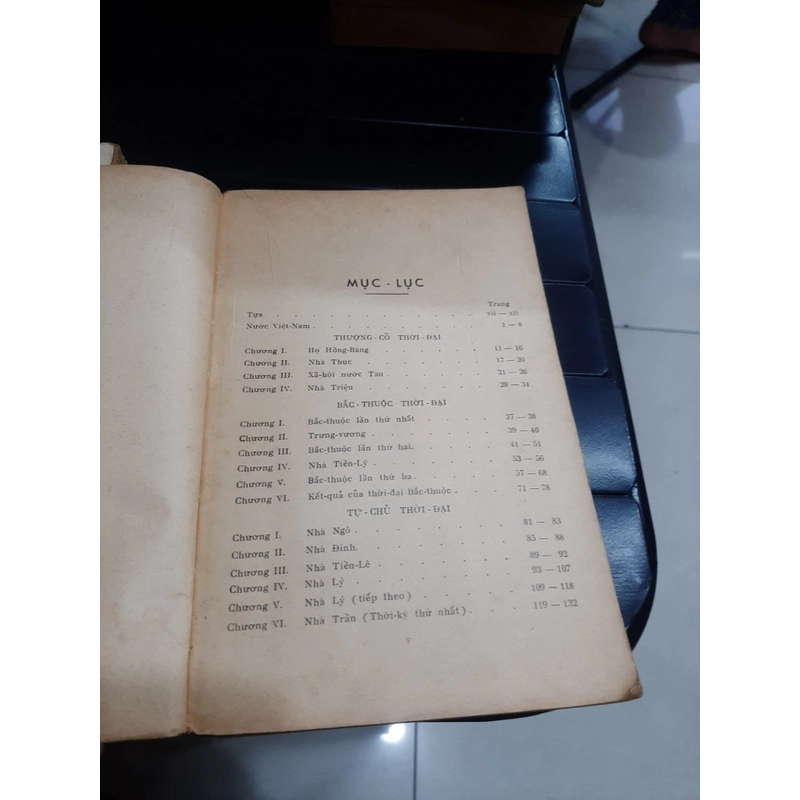 MỤC - LỤC
Trang
Tựa . . . . . . . . . . . . vii — xii
Nước Việt-Nam . . . . . . . . . . 1 — 8
THƯỢNG-CỔ THỜI-ĐẠI
Chương I. Họ Hồng-Bàng . . . . . . 11 — 16
Chương II. Nhà Thục . . . . . . 17 — 20
Chương III. Xã-hội nước Tàu . . . . . . 21 — 26
Chương IV. Nhà Triệu . . . . . . 29 — 34
BẮC-THUỘC THỜI-ĐẠI
Chương I. Bắc-thuộc lần thứ nhất . . . . 37 — 38
Chương II. Trưng-vương . . . . . . 39 — 40
Chương III. Bắc-thuộc lần thứ hai . . . . 41 — 51
Chương IV. Nhà Tiền-Lý . . . . . . 53 — 56
Chương V. Bắc-thuộc lần thứ ba . . . . 57 — 68
Chương VI. Kết-quả của thời-đại Bắc-thuộc . . . 71 — 78
TỰ-CHỦ THỜI-ĐẠI
Chương I. Nhà Ngô . . . . . . . 81 — 83
Chương II. Nhà Đinh . . . . . . . 85 — 88
Chương III. Nhà Tiền-Lê . . . . . . 89 — 92
Chương IV. Nhà Lý . . . . . . . 93 — 107
Chương V. Nhà Lý (tiếp theo) . . . . . 109 — 118
Chương VI. Nhà Trần (Thời-kỳ thứ nhất) . . . 119 — 132
v